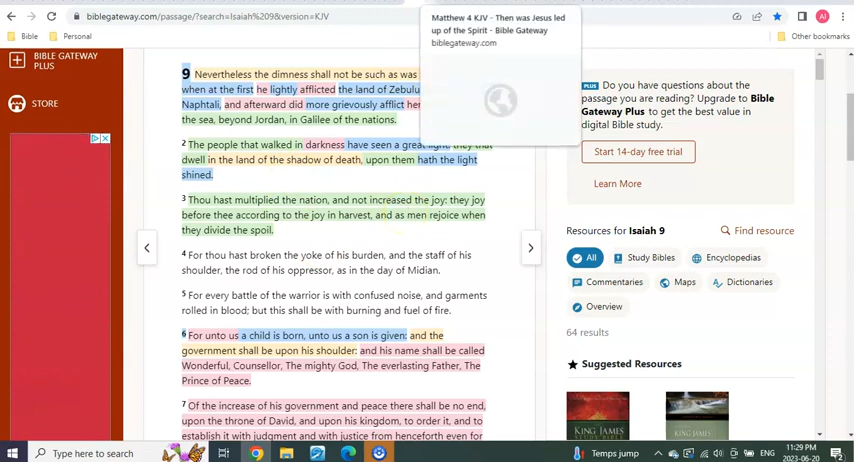 biblegateway.com/passage/?search=Isaiah%209&version=KJV
Matthew 4 KJV - Then was Jesus led
up of the Spirit - Bible Gateway
biblegateway.com
AI
Bible
Personal
Other bookmarks
BIBLE GATEWAY
PLUS
STORE
9 Nevertheless the dimness shall not be such as was
when at the first he lightly afflicted the land of Zebulu
Naphtali, and afterward did more grievously afflict her
the sea, beyond Jordan, in Galilee of the nations.
2 The people that walked in darkness have seen a great light: they that
dwell in the land of the shadow of death, upon them hath the light
shined.
3 Thou hast multiplied the nation, and not increased the joy: they joy
before thee according to the joy in harvest, and as men rejoice when
they divide the spoil.
4 For thou hast broken the yoke of his burden, and the staff of his
shoulder, the rod of his oppressor, as in the day of Midian.
5 For every battle of the warrior is with confused noise, and garments
rolled in blood; but this shall be with burning and fuel of fire.
6 For unto us a child is born, unto us a son is given: and the
government shall be upon his shoulder: and his name shall be called
Wonderful, Counsellor, The mighty God, The everlasting Father, The
Prince of Peace.
7 Of the increase of his government and peace there shall be no end,
upon the throne of David, and upon his kingdom, to order it, and to
establish it with judgment and with justice from henceforth even for
PLUS Do you have questions about the
passage you are reading? Upgrade to Bible
Gateway Plus to get the best value in
digital Bible study.
Start 14-day free trial
Learn More
Resources for Isaiah 9
Find resource
All
Study Bibles
Encyclopedias
Commentaries
Maps
Dictionaries
Overview
64 results
Suggested Resources
KING JAMES
STUDY BIBLE
KING JAMES
Type here to search
Temps jump
ENG
11:29 PM
2023-06-20
2